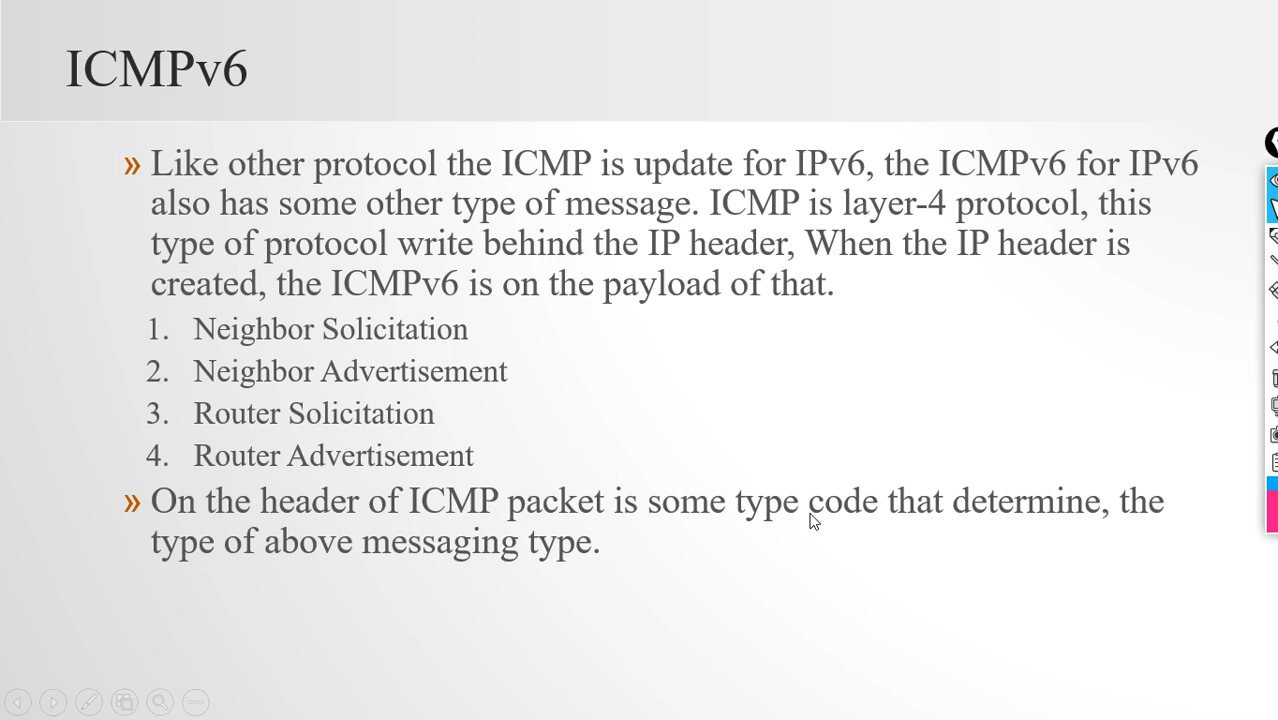 ICMPv6
» Like other protocol the ICMP is update for IPv6, the ICMPv6 for IPv6
also has some other type of message. ICMP is layer-4 protocol, this
type of protocol write behind the IP header, When the IP header is
created, the ICMPv6 is on the payload of that.
1. Neighbor Solicitation
2. Neighbor Advertisement
3. Router Solicitation
4. Router Advertisement
» On the header of ICMP packet is some type code that determine, the
type of above messaging type.